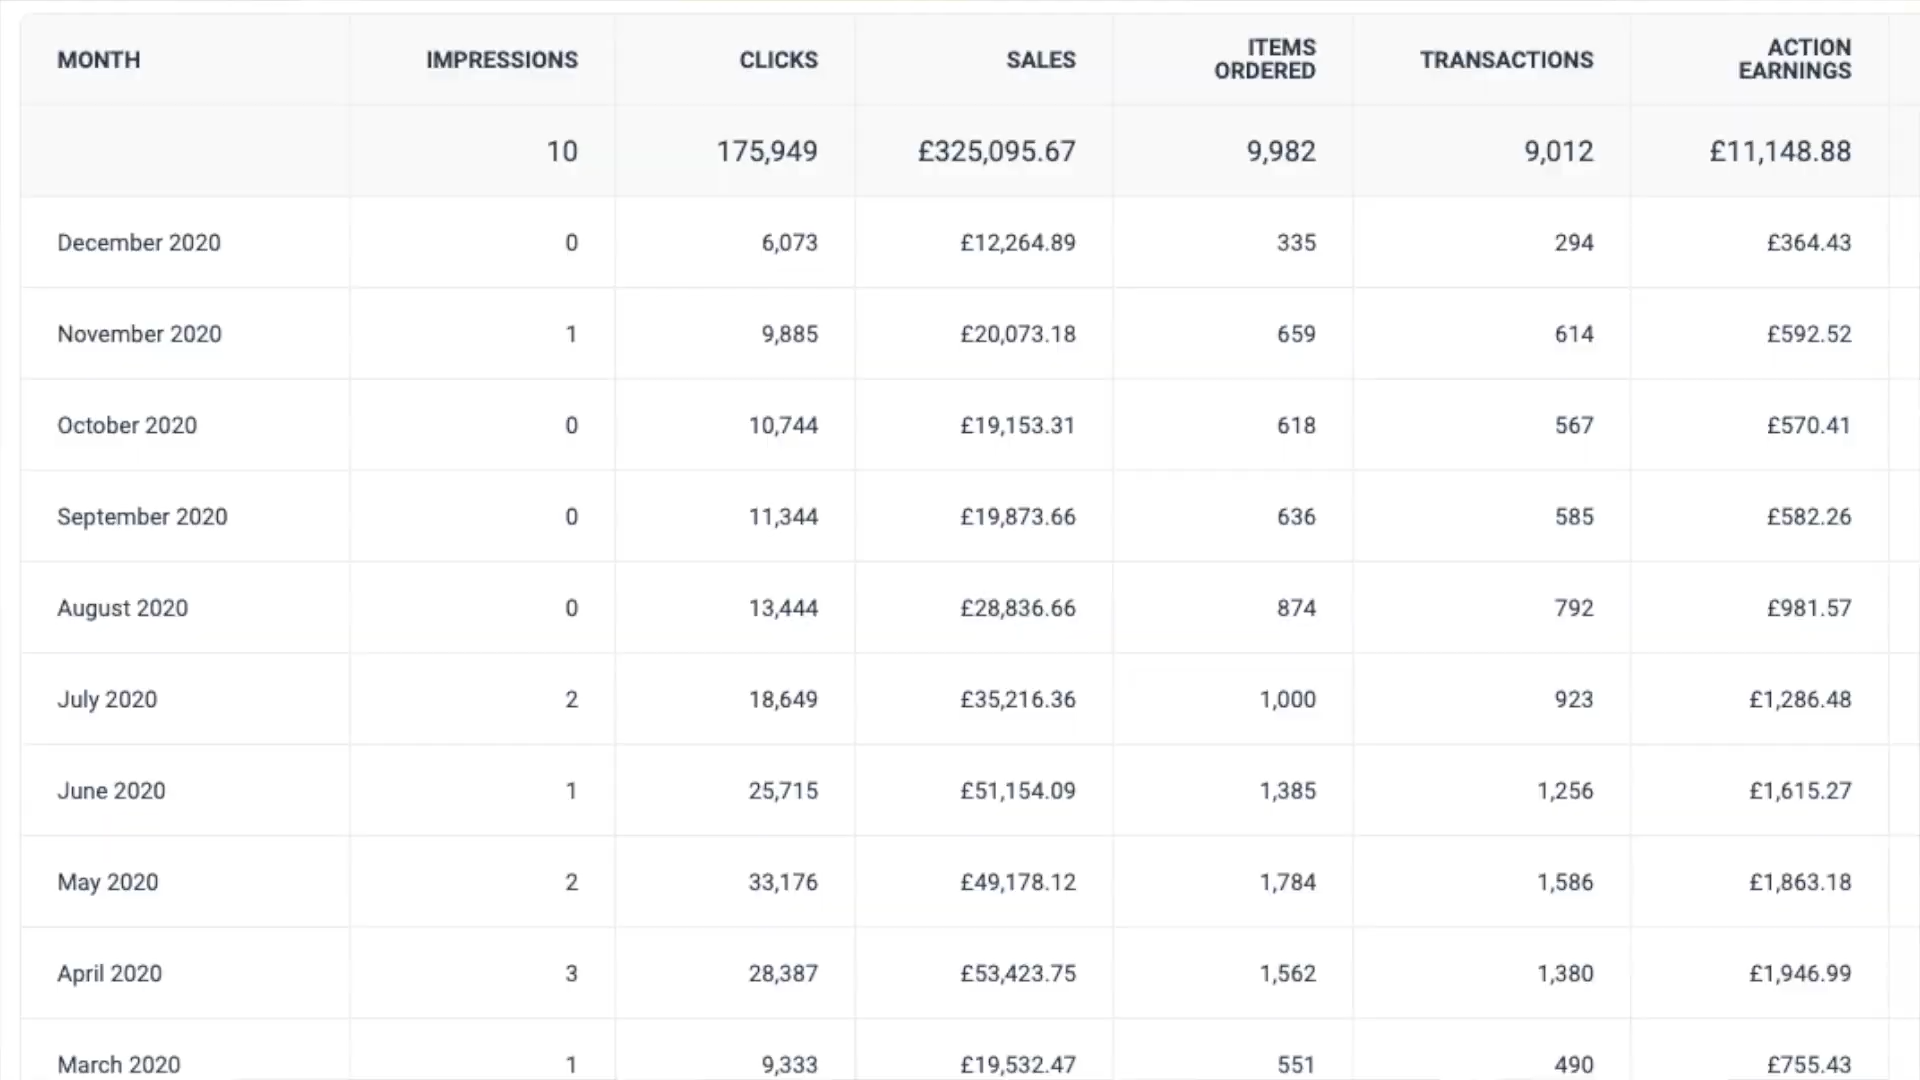 MONTH IMPRESSIONS CLICKS SALES ITEMS ORDERED TRANSACTIONS ACTION EARNINGS
10 175,949 £325,095.67 9,982 9,012 £11,148.88
December 2020 0 6,073 £12,264.89 335 294 £364.43
November 2020 1 9,885 £20,073.18 659 614 £592.52
October 2020 0 10,744 £19,153.31 618 567 £570.41
September 2020 0 11,344 £19,873.66 636 585 £582.26
August 2020 0 13,444 £28,836.66 874 792 £981.57
July 2020 2 18,649 £35,216.36 1,000 923 £1,286.48
June 2020 1 25,715 £51,154.09 1,385 1,256 £1,615.27
May 2020 2 33,176 £49,178.12 1,784 1,586 £1,863.18
April 2020 3 28,387 £53,423.75 1,562 1,380 £1,946.99
March 2020 1 9,333 £19,532.47 551 490 £755.43